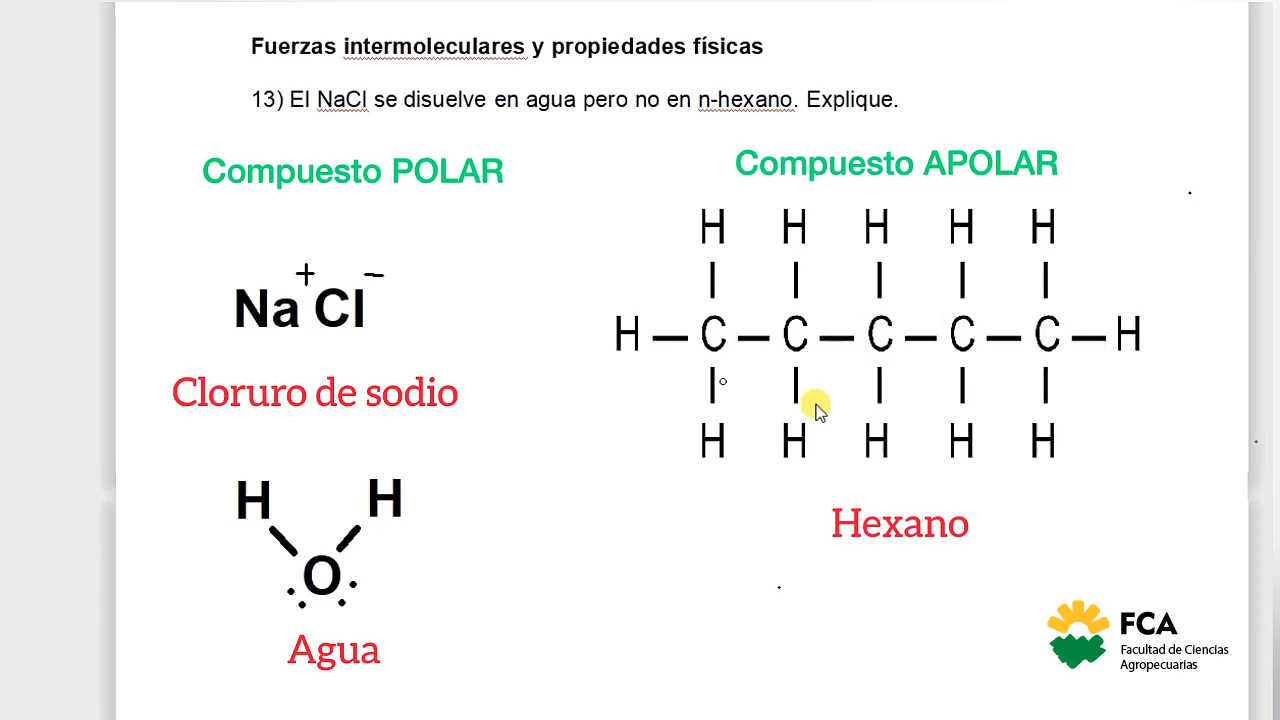 Fuerzas intermoleculares y propiedades físicas
13) El NaCl se disuelve en agua pero no en n-hexano. Explique.
Compuesto POLAR
Compuesto APOLAR
Na+Cl−
Cloruro de sodio
H H H H H
H — C — C — C — C — C — H
H H H H H
Hexano
H H
O
Agua
FCA
Facultad de Ciencias
Agropecuarias